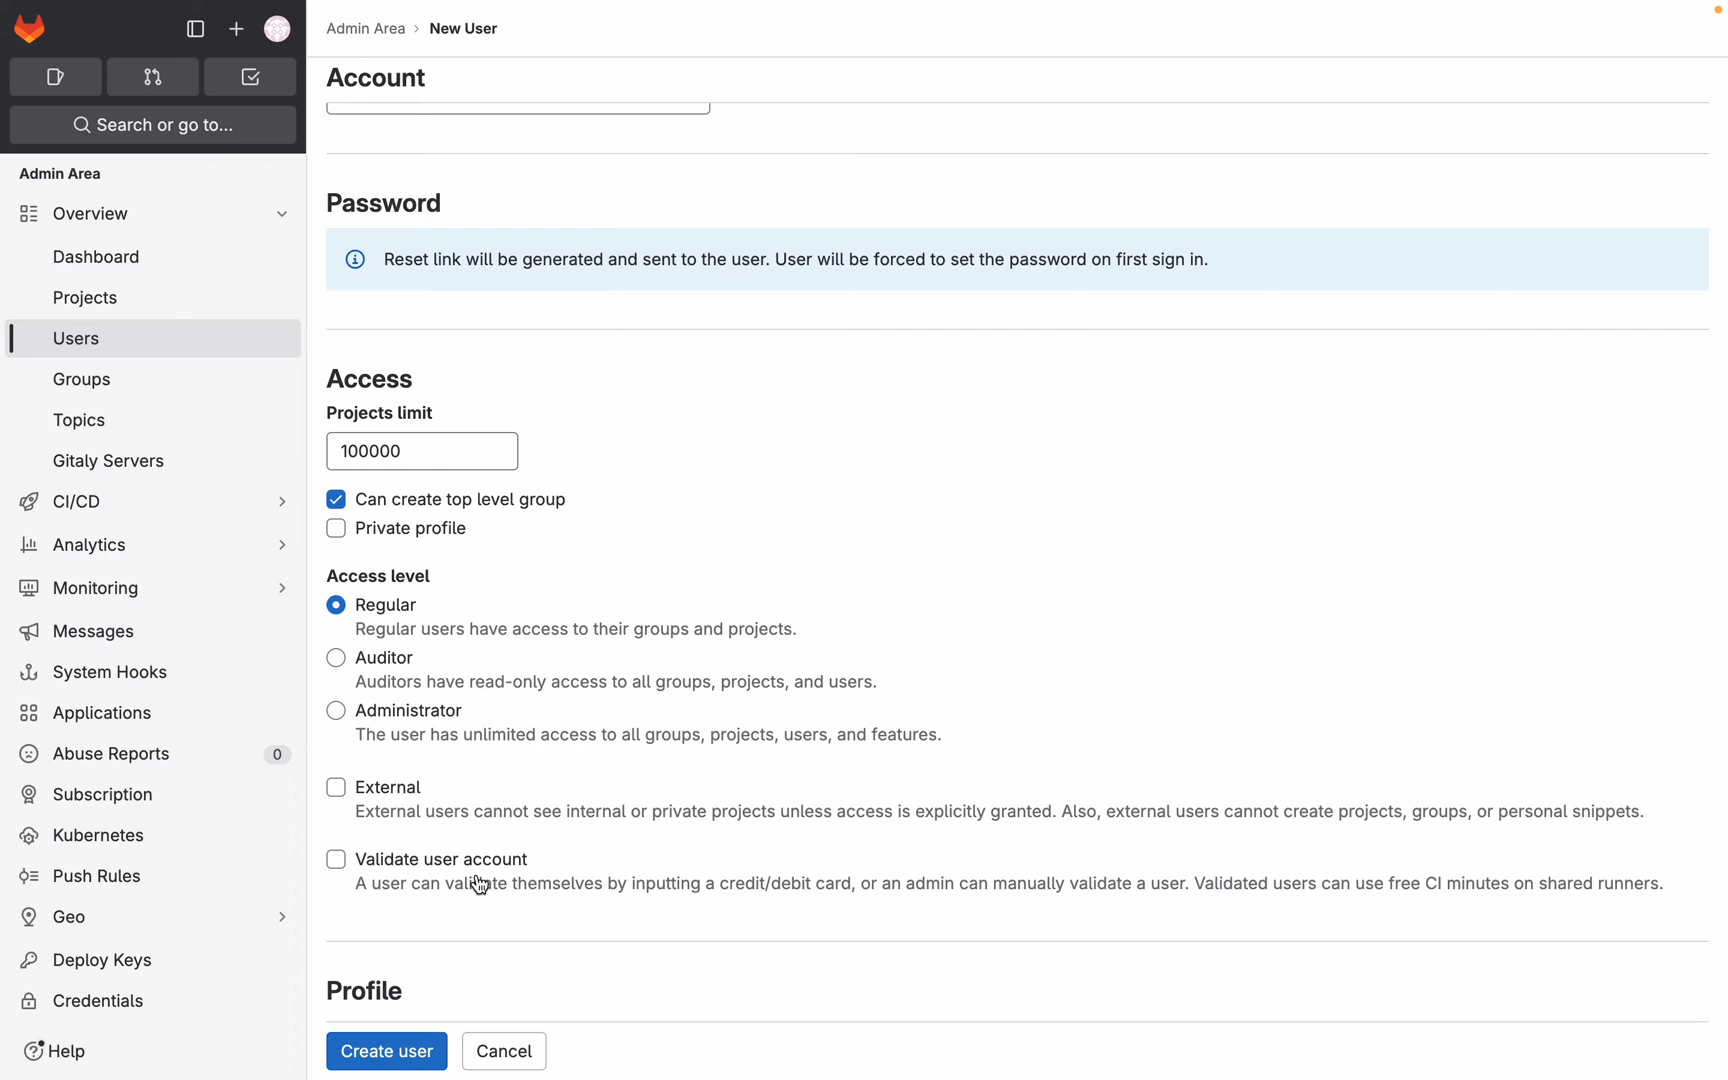 Admin Area › New User
Search or go to...
Admin Area
Overview
Dashboard
Projects
Users
Groups
Topics
Gitaly Servers
CI/CD
Analytics
Monitoring
Messages
System Hooks
Applications
Abuse Reports 0
Subscription
Kubernetes
Push Rules
Geo
Deploy Keys
Credentials
Help
Account
Password
Reset link will be generated and sent to the user. User will be forced to set the password on first sign in.
Access
Projects limit
100000
Can create top level group
Private profile
Access level
Regular
Regular users have access to their groups and projects.
Auditor
Auditors have read-only access to all groups, projects, and users.
Administrator
The user has unlimited access to all groups, projects, users, and features.
External
External users cannot see internal or private projects unless access is explicitly granted. Also, external users cannot create projects, groups, or personal snippets.
Validate user account
A user can validate themselves by inputting a credit/debit card, or an admin can manually validate a user. Validated users can use free CI minutes on shared runners.
Profile
Create user
Cancel